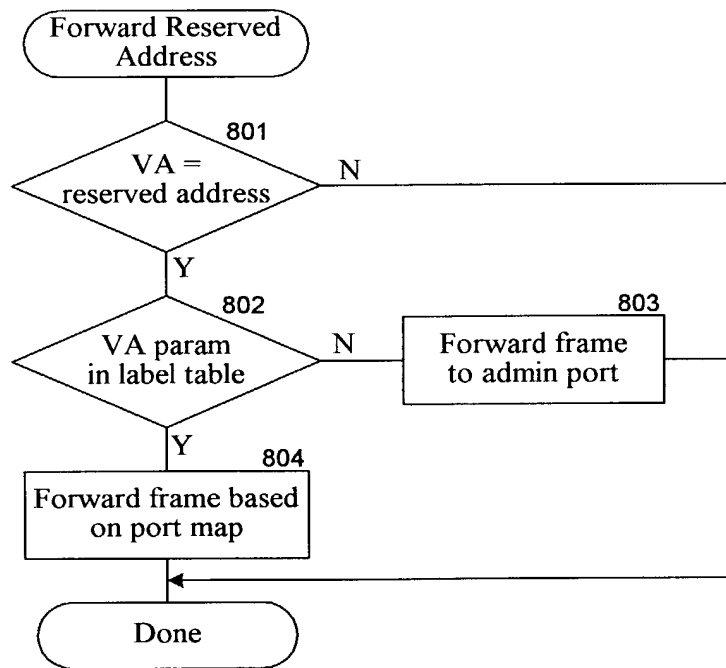 Forward Reserved
Address
801
VA =
reserved address
N
Y
802
VA param
in label table
N
803
Forward frame
to admin port
Y
804
Forward frame based
on port map
Done